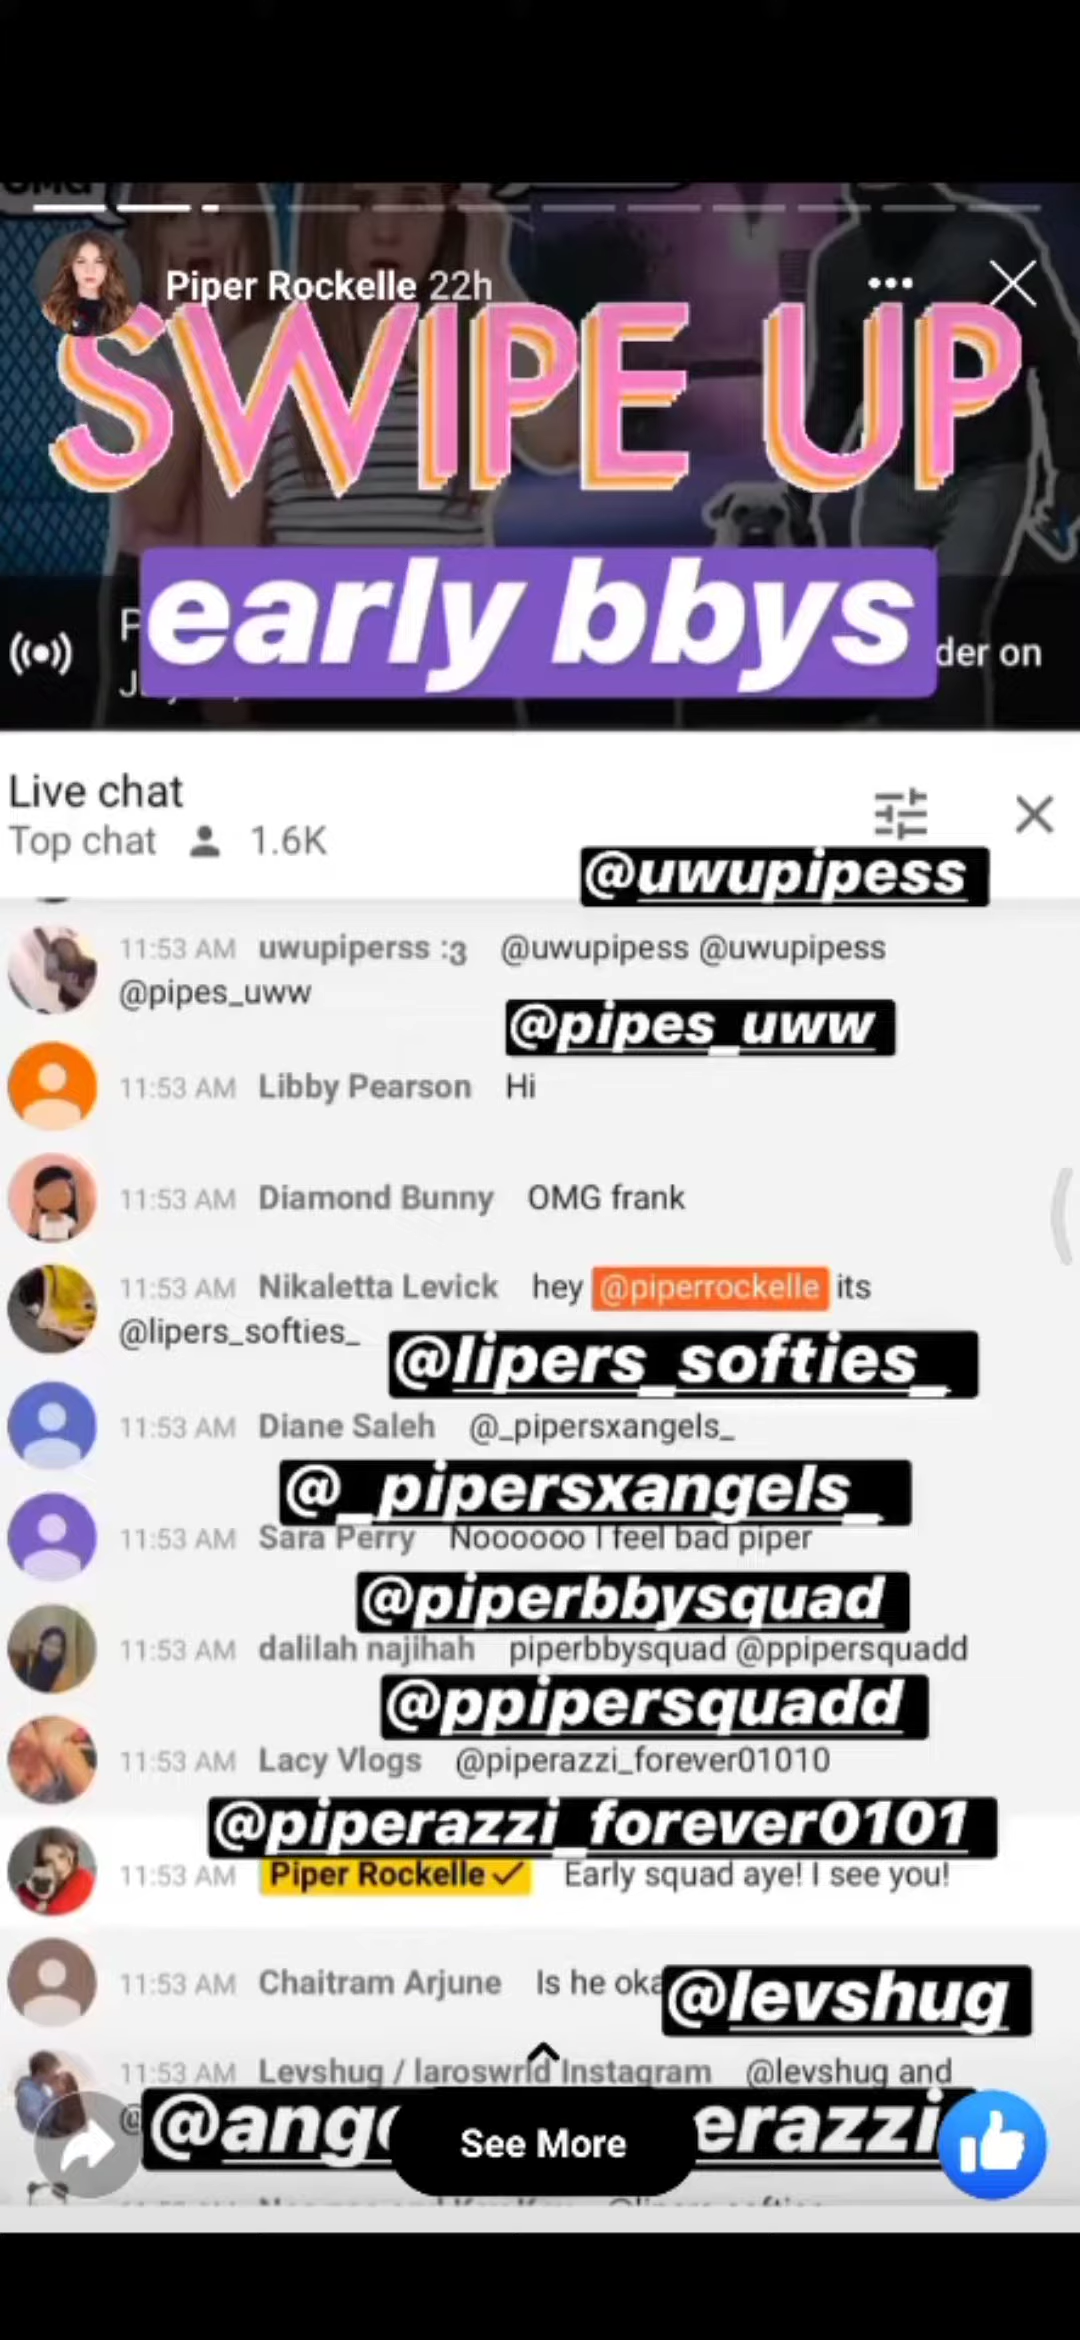 OMG
Piper Rockelle 22h
SWIPE UP
early bbys
P
der on
J
Live chat
Top chat 1.6K
@uwupipess
11:53 AM uwupiperss :3 @uwupipess @uwupipess
@pipes_uww
@pipes_uww
11:53 AM Libby Pearson Hi
11:53 AM Diamond Bunny OMG frank
11:53 AM Nikaletta Levick hey @piperrockelle its
@lipers_softies_
@lipers_softies_
11:53 AM Diane Saleh @_pipersxangels_
@_pipersxangels_
11:53 AM Sara Perry Noooooo I feel bad piper
@piperbbysquad
11:53 AM dalilah najihah piperbbysquad @ppipersquadd
@ppipersquadd
11:53 AM Lacy Vlogs @piperazzi_forever01010
@piperazzi_forever0101
11:53 AM Piper Rockelle✓ Early squad aye! I see you!
11:53 AM Chaitram Arjune Is he oka
@levshug
11:53 AM Levshug / laroswrld Instagram @levshug and
@ang erazzi
See More